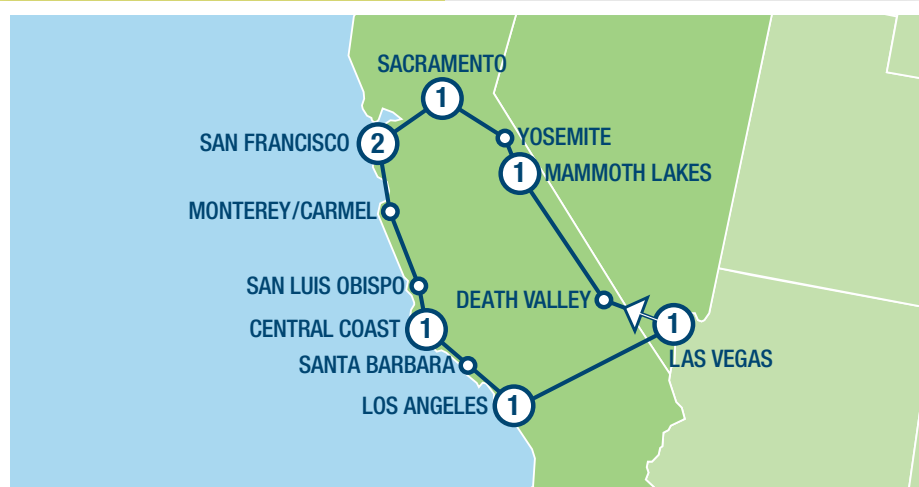 SACRAMENTO
1
SAN FRANCISCO 2
YOSEMITE
1 MAMMOTH LAKES
MONTEREY/CARMEL
SAN LUIS OBISPO
DEATH VALLEY
CENTRAL COAST 1
1
LAS VEGAS
SANTA BARBARA
LOS ANGELES 1